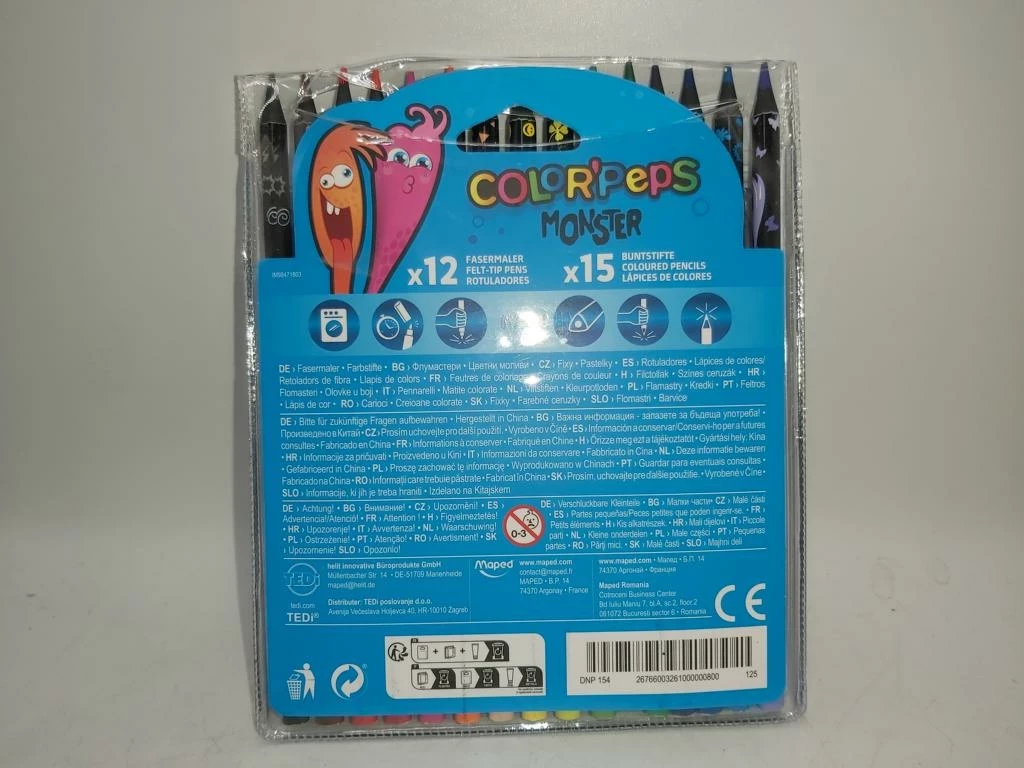 COLOR'PePS
MONSTER
x12 FASERMALER
FELT-TIP PENS
ROTULADORES
x15 BUNTSTIFTE
COLOURED PENCILS
LÁPICES DE COLORES
IM98471803
DE › Fasermaler • Farbstifte • BG › Флумастери • Цветни моливи • CZ › Fixy • Pastelky • ES › Rotuladores • Lápices de colores/
Retoladors de fibra • Llapis de colors • FR › Feutres de coloriage Crayons de couleur • H › Filctollak • Színes ceruzák • HR ›
Flomasteri • Olovke u boji • IT › Pennarelli • Matite colorate • NL › Viltstiften • Kleurpotloden • PL › Flamastry • Kredki • PT › Feltros
• Lápis de cor • RO › Carioci • Creioane colorate • SK › Fixky • Farebné ceruzky • SLO › Flomastri • Barvice
DE › Bitte für zukünftige Fragen aufbewahren • Hergestellt in China • BG › Важна информация - запазете за бъдеща употреба! •
Произведено в Китай • CZ › Prosím uchovejte pro další použití. • Vyrobeno v Číně • ES › Información a conservar/Conservi-ho per a futures
consultes • Fabricado en China • FR › Informations à conserver • Fabriqué en Chine • H › Őrizze meg ezt a tájékoztatót • Gyártási hely: Kína
• HR › Informacije za pričuvati • Proizvedeno u Kini • IT › Informazioni da conservare • Fabbricato in Cina • NL › Deze informatie bewaren
• Gefabriceerd in China • PL › Proszę zachować tę informację • Wyprodukowano w Chinach • PT › Guardar para eventuais consultas •
Fabricado na China • RO › Informații care trebuie păstrate • Fabricat în China • SK › Prosím, uchovajte pre ďalšie použitie. • Vyrobené v Číne •
SLO › Informacije, ki jih je treba hraniti • Izdelano na Kitajskem
DE › Achtung! • BG › Внимание! • CZ › Upozornění! • ES ›
Advertencia!/Atenció! • FR › Attention ! • H › Figyelmeztetés!
• HR › Upozorenje! • IT › Avvertenza! • NL › Waarschuwing!
• PL › Ostrzeżenie! • PT › Atenção! • RO › Avertisment! • SK
› Upozornenie! SLO › Opozorilo!
0-3
DE › Verschluckbare Kleinteile • BG › Малки части • CZ › Malé části
• ES › Partes pequeñas/Peces petites que poden ingerir-se. • FR ›
Petits éléments • H › Kis alkatrészek. • HR › Mali dijelovi • IT › Piccole
parti • NL › Kleine onderdelen • PL › Małe części • PT › Pequenas
partes • RO › Părți mici. • SK › Malé časti • SLO › Majhni deli
TEDi
tedi.com
TEDi®
helit innovative Büroprodukte GmbH
Müllenbacher Str. 14 • DE-51709 Marienheide
maped@helit.de
Distributor: TEDi poslovanje d.o.o.
Avenija Većeslava Holjevca 40, HR-10010 Zagreb
Maped
www.maped.com
contact@maped.fr
MAPED • B.P. 14
74370 Argonay • France
www.maped.com • Мапед • Б.П. 14
74370 Аргонай • Франция
Maped Romania
Cotroceni Business Center
Bd Iuliu Maniu 7, bl.A, sc.2, floor.2
061072 Bucuresti sector 6 • Romania
CE
DNP 154 26766003261000000800 125